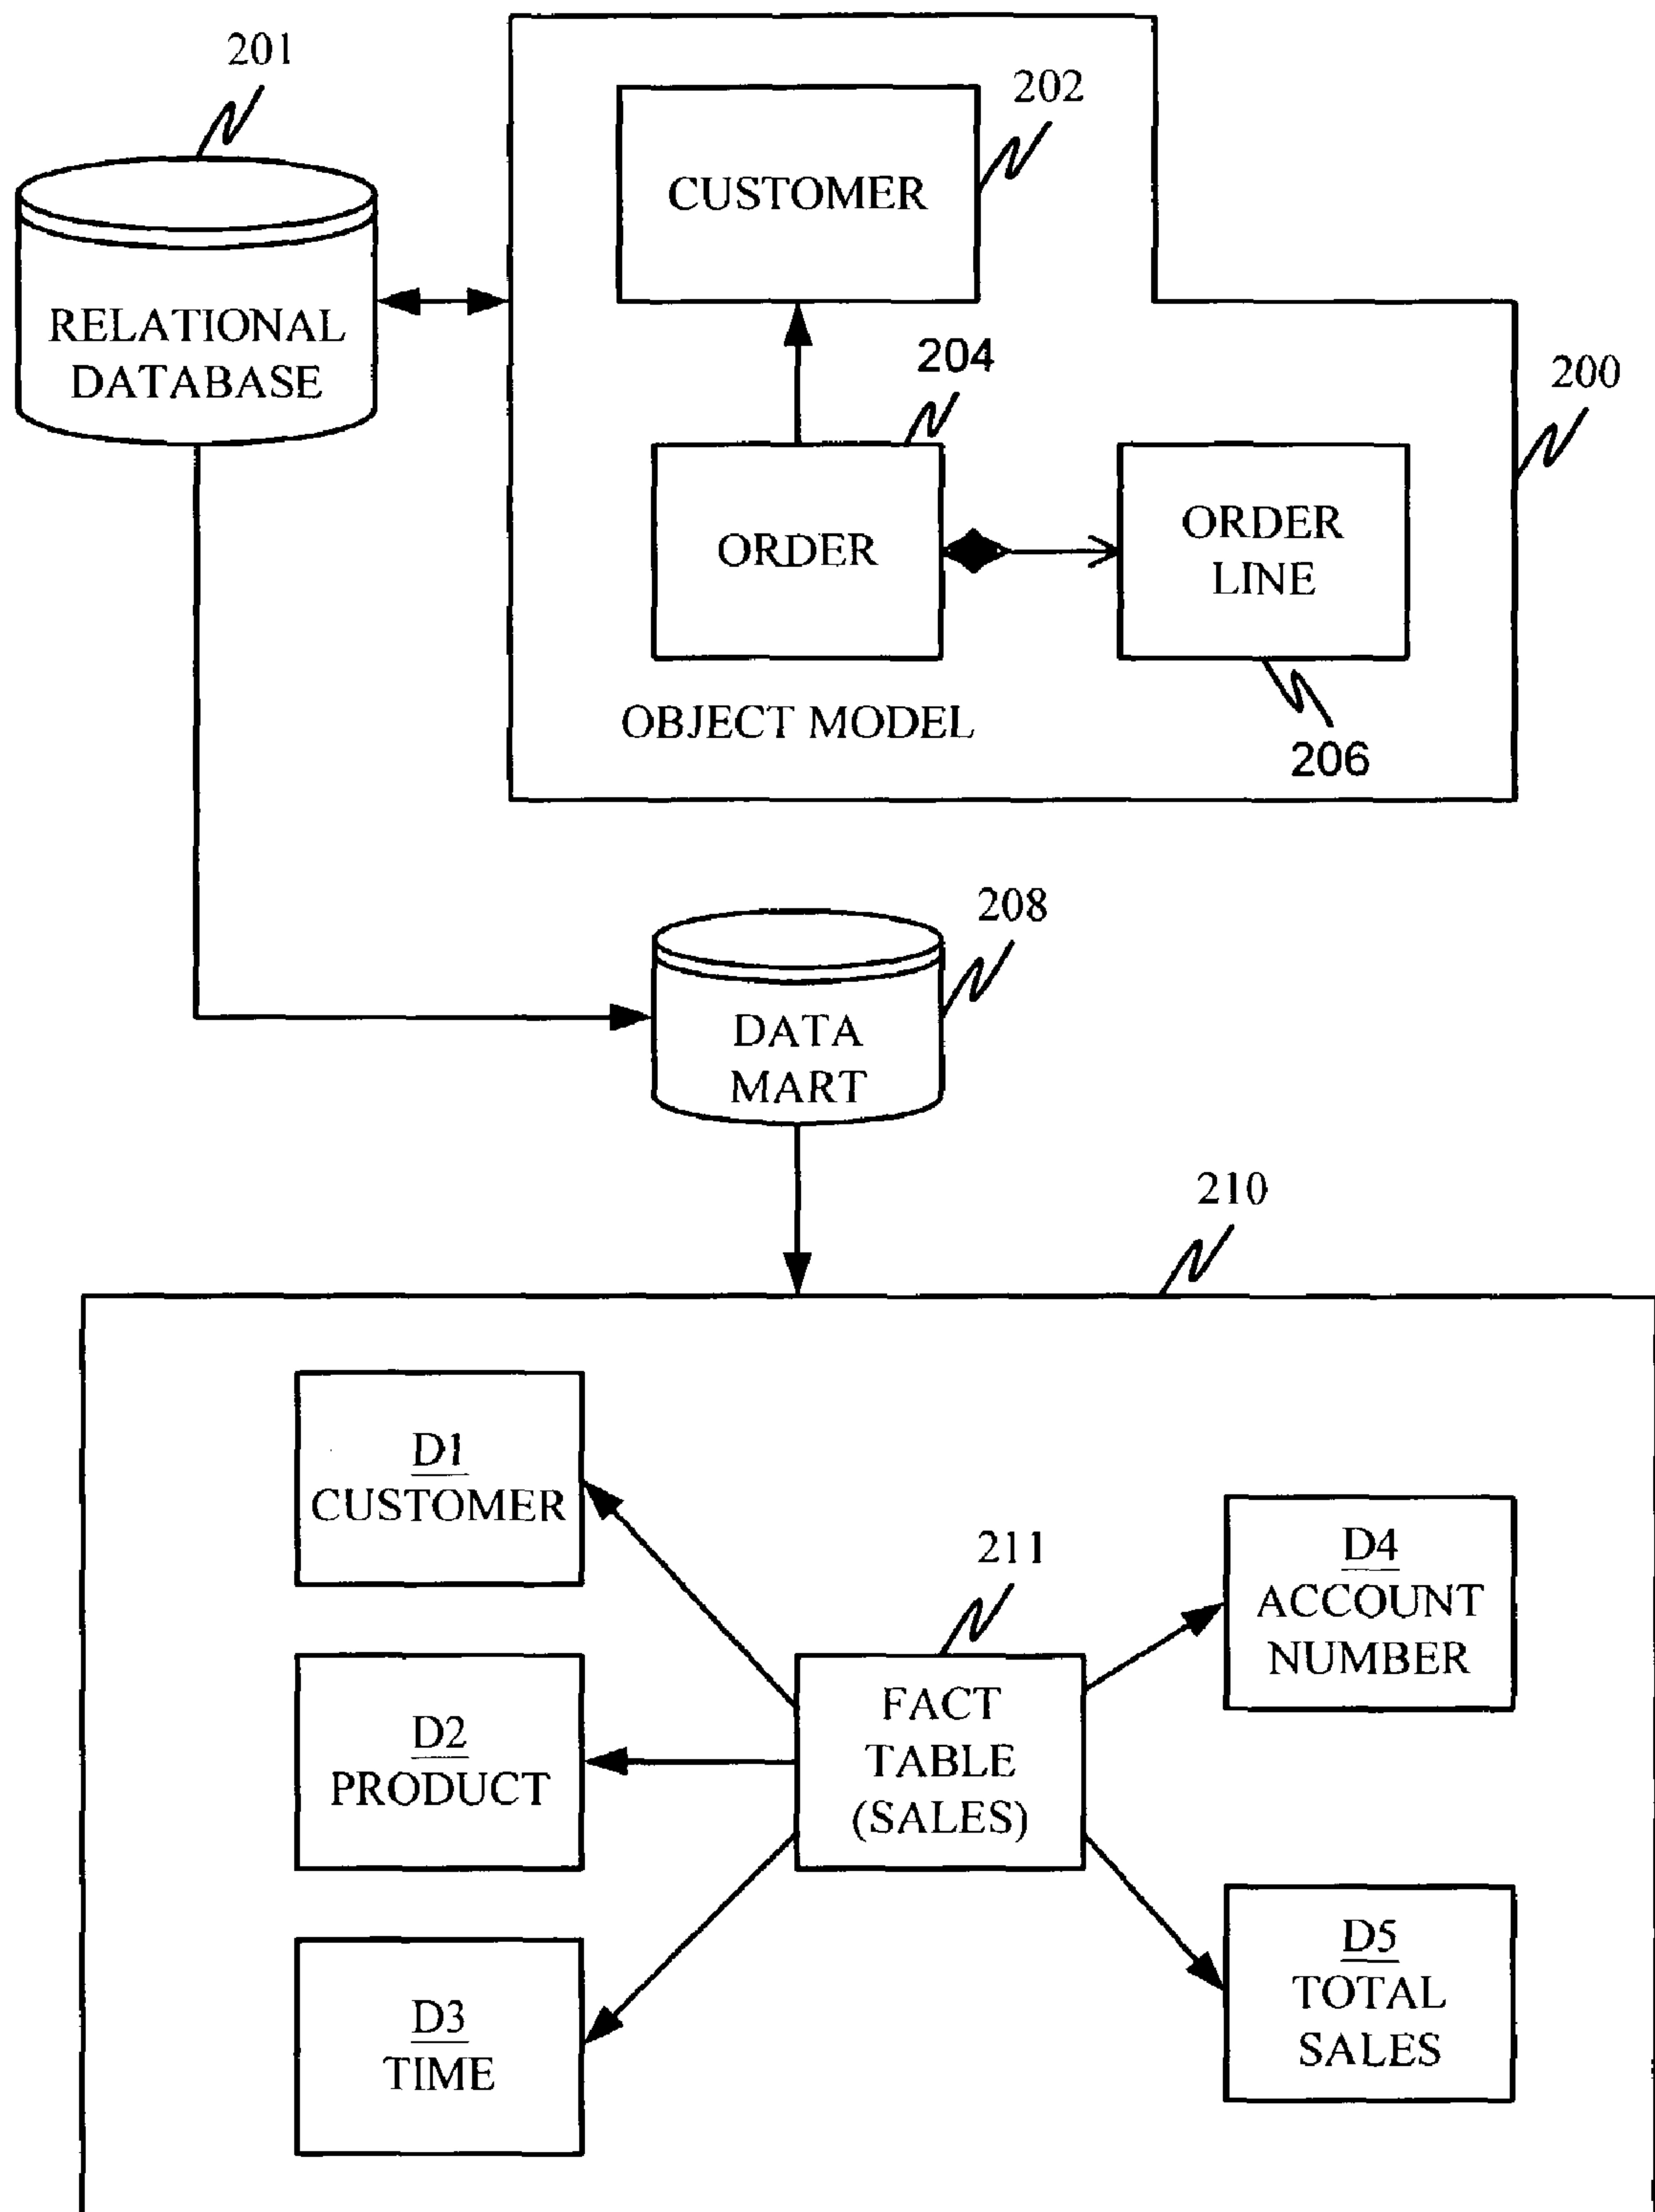 201
202
CUSTOMER
RELATIONAL
DATABASE
204
200
ORDER
ORDER
LINE
OBJECT MODEL
206
208
DATA
MART
210
D1
CUSTOMER
211
D4
ACCOUNT
NUMBER
D2
PRODUCT
FACT
TABLE
(SALES)
D3
TIME
D5
TOTAL
SALES